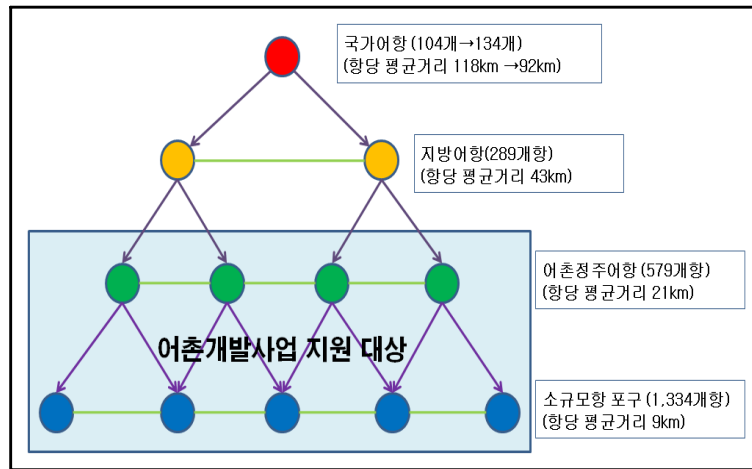 국가어항 (104개→134개)
(항당 평균거리 118km →92km)
지방어항(289개항)
(항당 평균거리 43km)
어촌정주어항 (579개항)
(항당 평균거리 21km)
어촌개발사업 지원 대상
소규모항 포구 (1,334개항)
(항당 평균거리 9km)